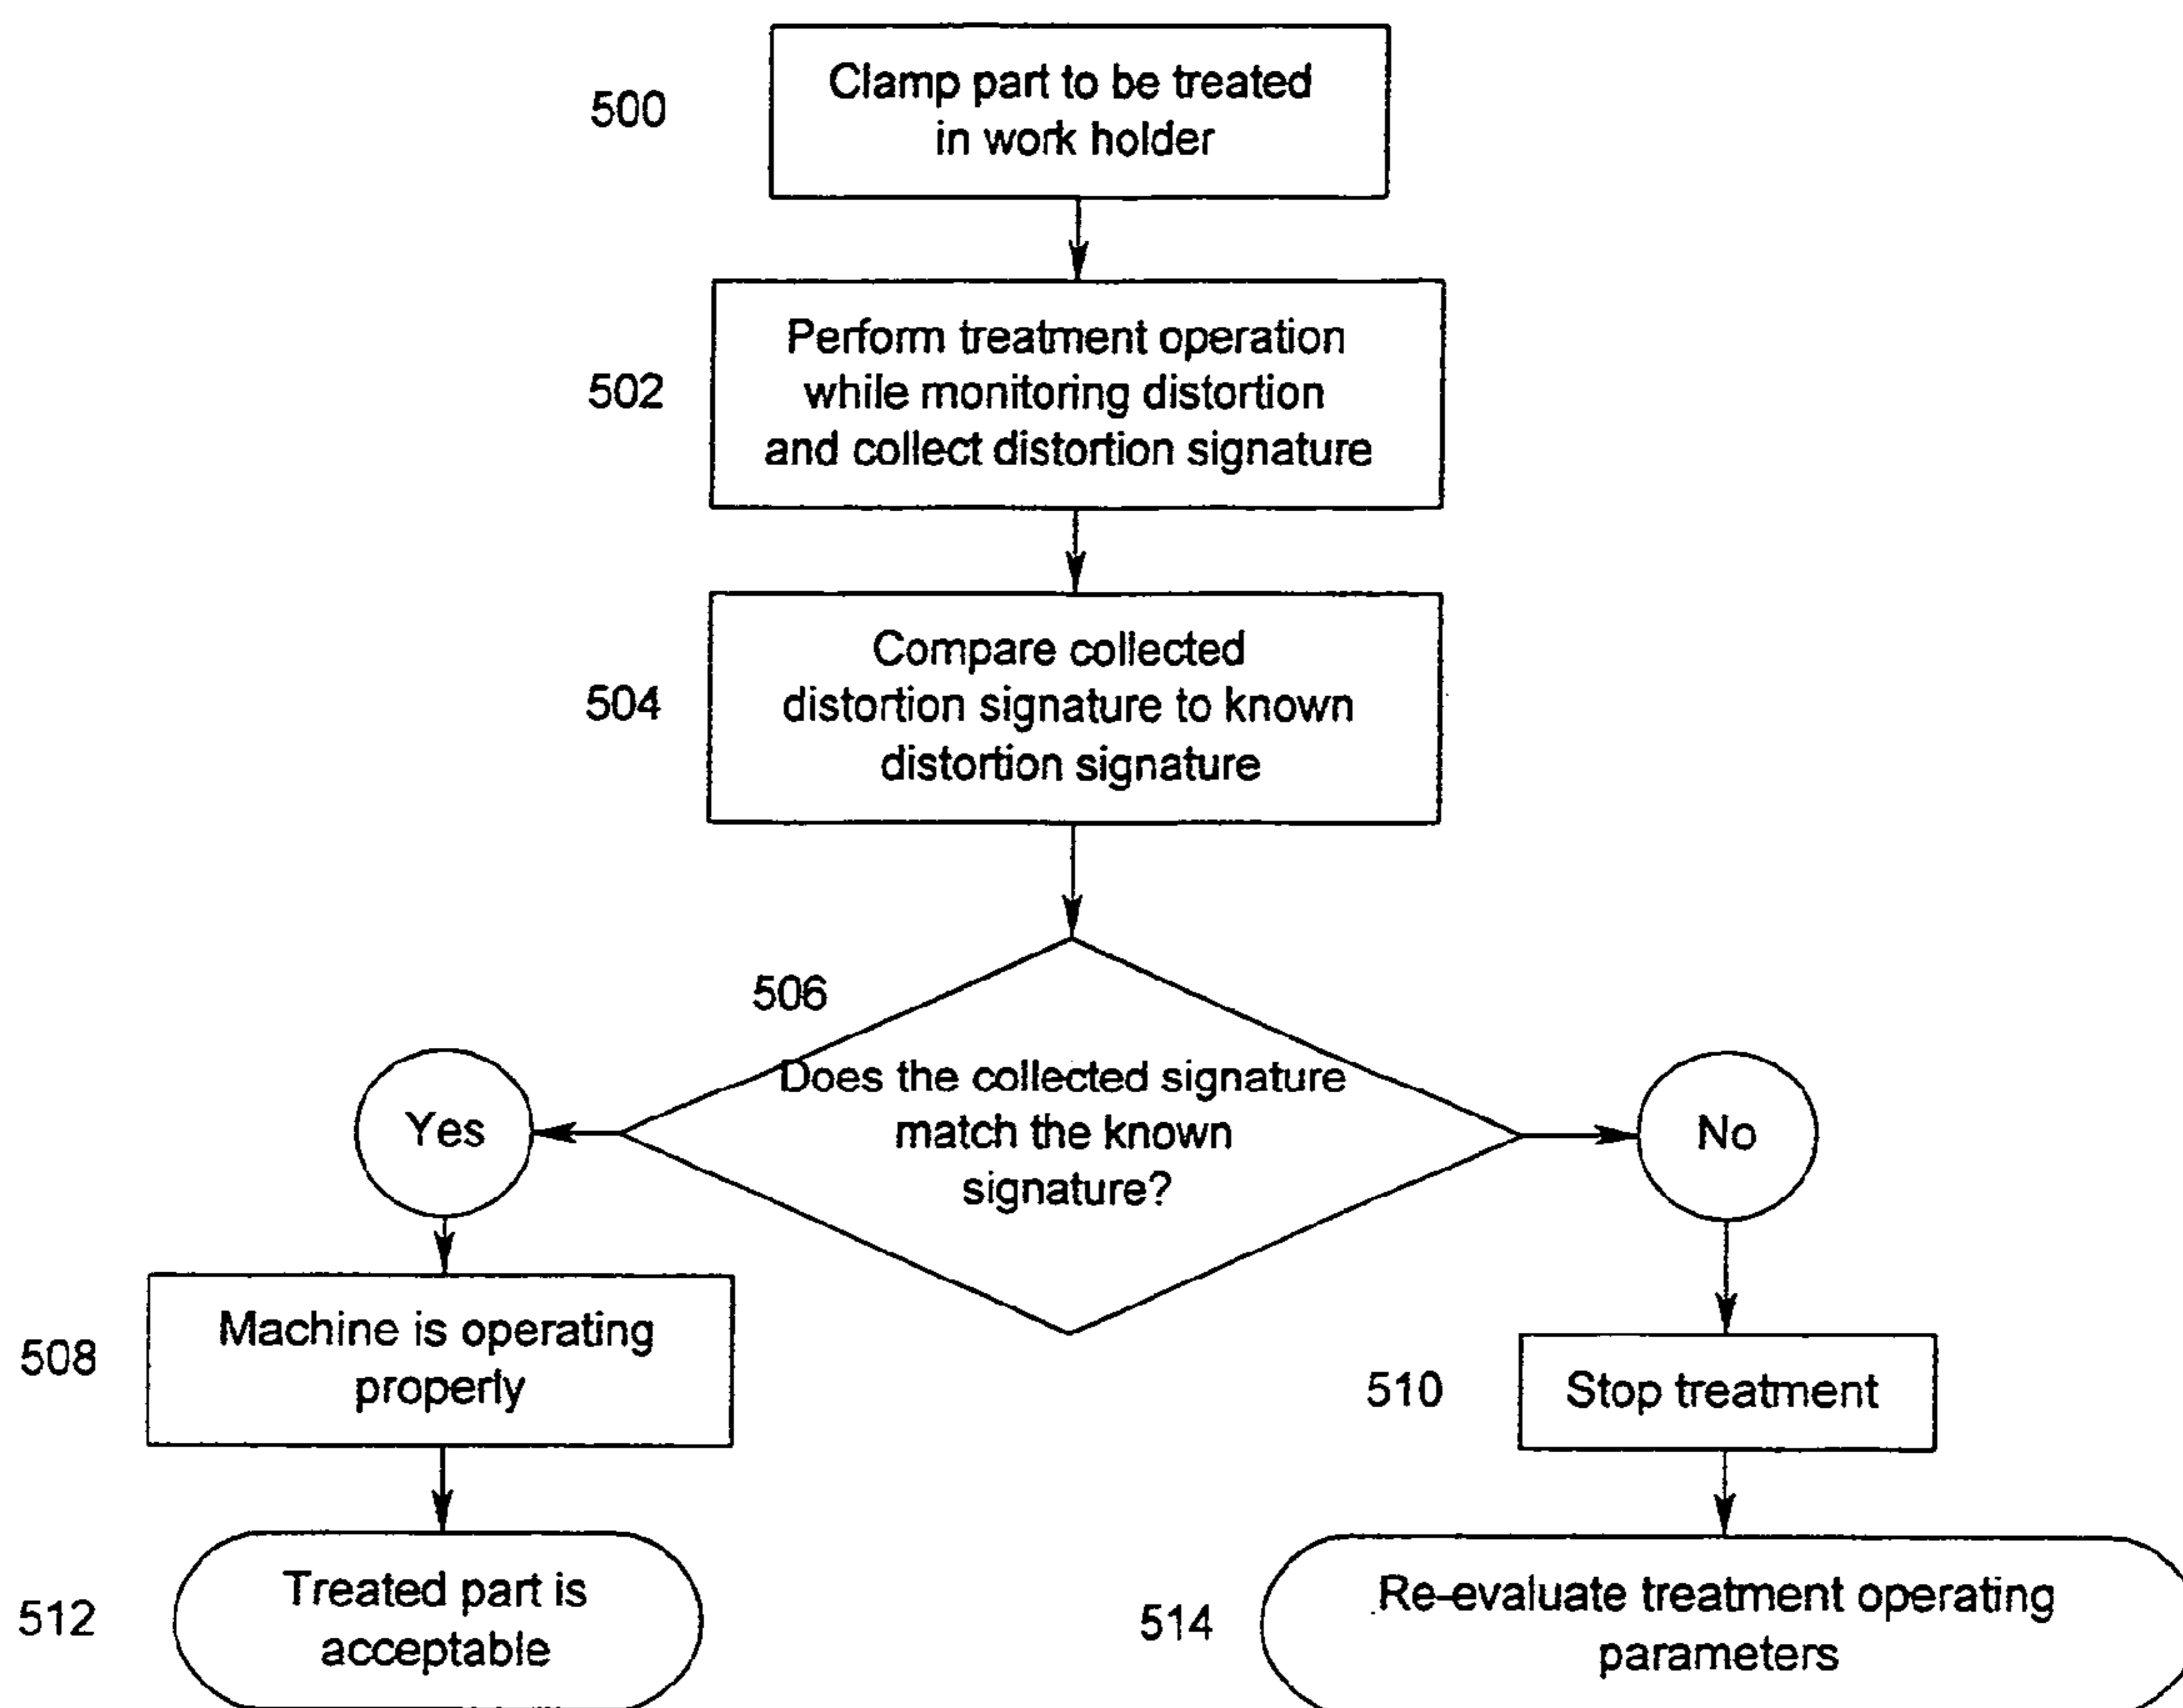 500
Clamp part to be treated
in work holder
502
Perform treatment operation
while monitoring distortion
and collect distortion signature
504
Compare collected
distortion signature to known
distortion signature
506
Does the collected signature
match the known
signature?
Yes
No
508
Machine is operating
properly
510
Stop treatment
512
Treated part is
acceptable
514
Re-evaluate treatment operating
parameters